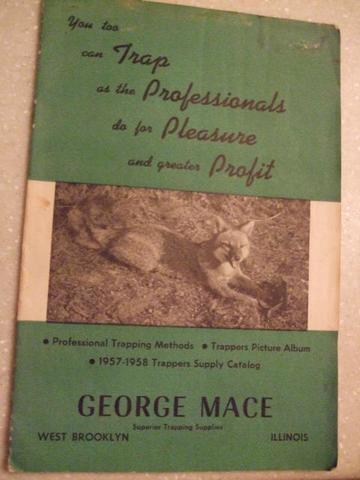 You too
can Trap
as the Professionals
do for Pleasure
and greater Profit
• Professional Trapping Methods • Trappers Picture Album
• 1957-1958 Trappers Supply Catalog
GEORGE MACE
Superior Trapping Supplies
WEST BROOKLYN ILLINOIS